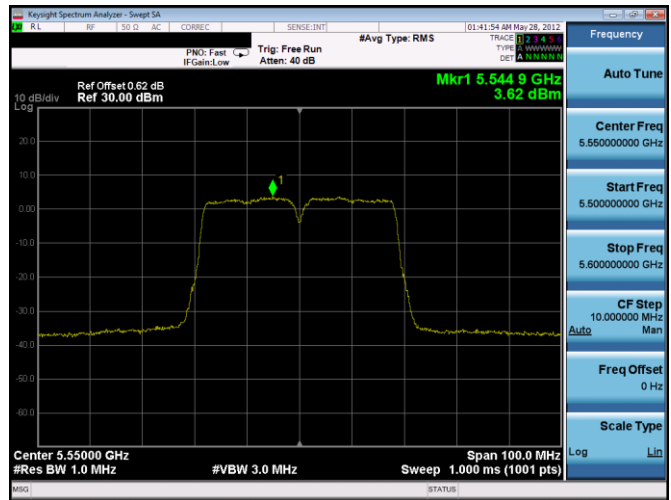 Keysight Spectrum Analyzer - Swept SA
RL RF 50 Ω AC CORREC SENSE:INT 01:41:54 AM May 28, 2012
#Avg Type: RMS
TRACE 1 2 3 4 5 6
TYPE A WWWWW
DET A N N N N N
PNO: Fast
IFGain:Low
Trig: Free Run
Atten: 40 dB
Ref Offset 0.62 dB
Ref 30.00 dBm
10 dB/div
Log
Mkr1 5.544 9 GHz
3.62 dBm
20.0
10.0
0.00
-10.0
-20.0
-30.0
-40.0
-50.0
-60.0
1
Center 5.55000 GHz
#Res BW 1.0 MHz
#VBW 3.0 MHz
Span 100.0 MHz
Sweep 1.000 ms (1001 pts)
MSG
STATUS
Frequency
Auto Tune
Center Freq
5.550000000 GHz
Start Freq
5.500000000 GHz
Stop Freq
5.600000000 GHz
CF Step
10.000000 MHz
Auto Man
Freq Offset
0 Hz
Scale Type
Log Lin